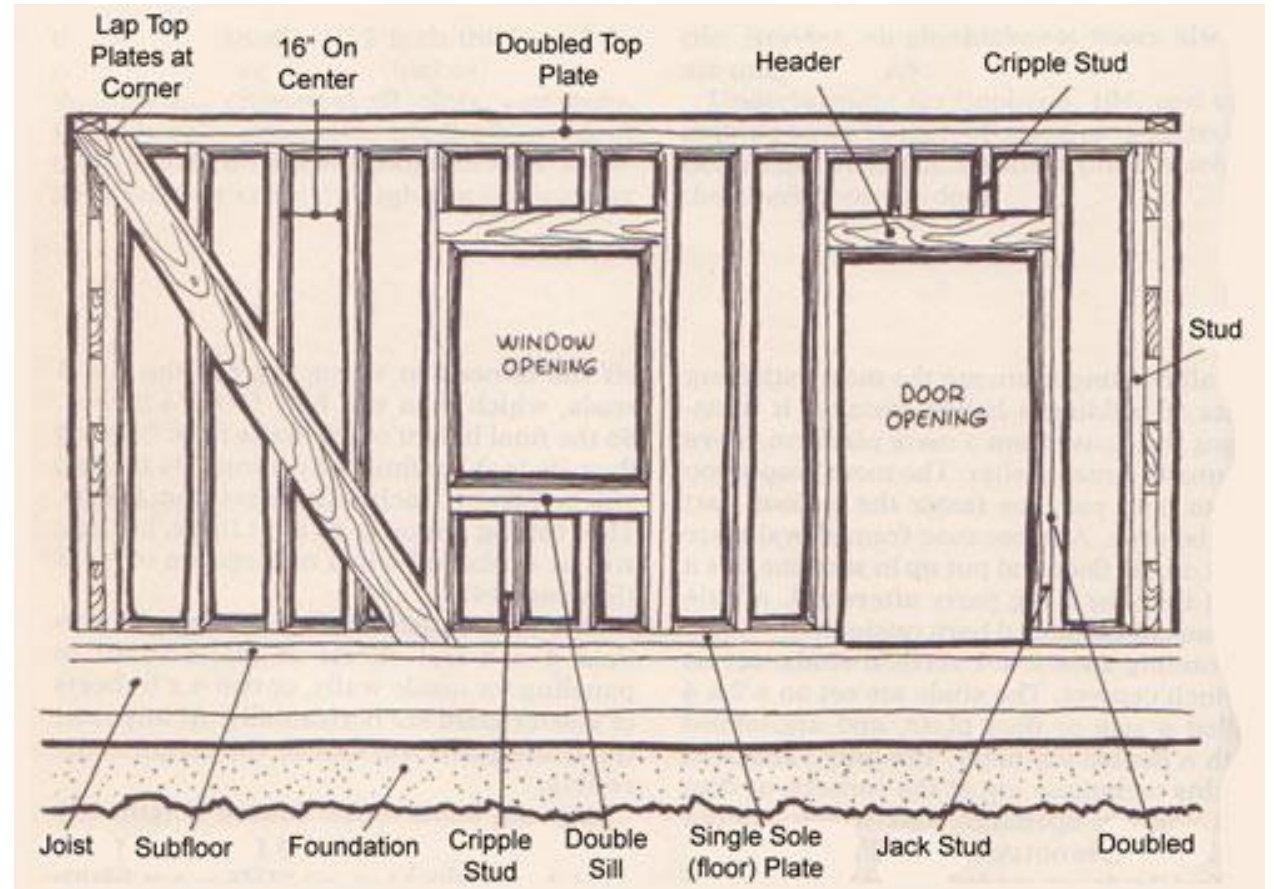 Lap Top
Plates at
Corner
16" On
Center
Doubled Top
Plate
Header
Cripple Stud
Stud
WINDOW
OPENING
DOOR
OPENING
Joist
Subfloor
Foundation
Cripple
Stud
Double
Sill
Single Sole
(floor) Plate
Jack Stud
Doubled